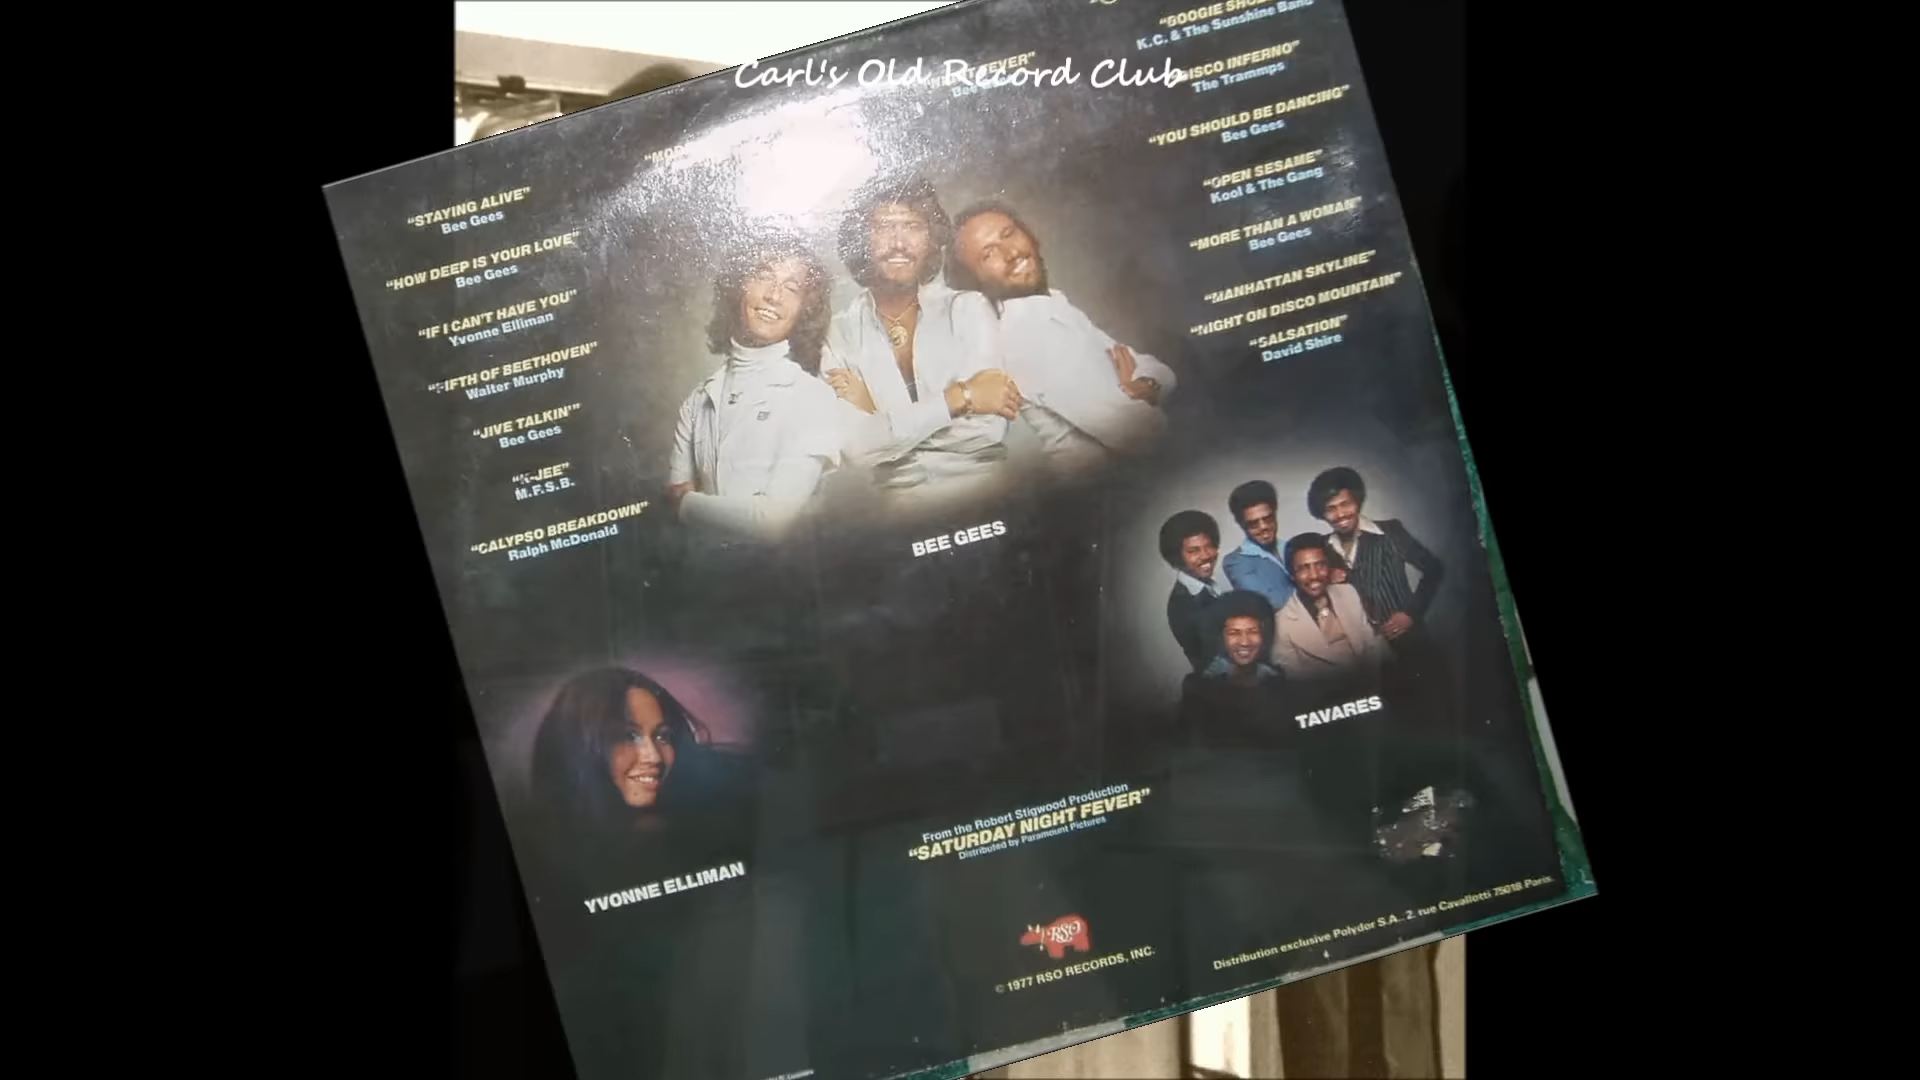 Carl's Old Record Club
"STAYING ALIVE"
Bee Gees
"HOW DEEP IS YOUR LOVE"
Bee Gees
"IF I CAN'T HAVE YOU"
Yvonne Elliman
"FIFTH OF BEETHOVEN"
Walter Murphy
"JIVE TALKIN'"
Bee Gees
"K-JEE"
M.F.S.B.
"CALYPSO BREAKDOWN"
Ralph McDonald
FEVER"
"BOOGIE
K.C. & The Sunshine Band
"DISCO INFERNO"
The Trammps
"YOU SHOULD BE DANCING"
Bee Gees
"OPEN SESAME"
Kool & The Gang
"MORE THAN A WOMAN"
Bee Gees
"MANHATTAN SKYLINE"
"NIGHT ON DISCO MOUNTAIN"
"SALSATION"
David Shire
BEE GEES
TAVARES
YVONNE ELLIMAN
From the Robert Stigwood Production
"SATURDAY NIGHT FEVER"
Distributed by Paramount Pictures
RSO
© 1977 RSO RECORDS, INC.
Distribution exclusive Polydor S.A., 2. rue Cavallotti 75018 Paris.